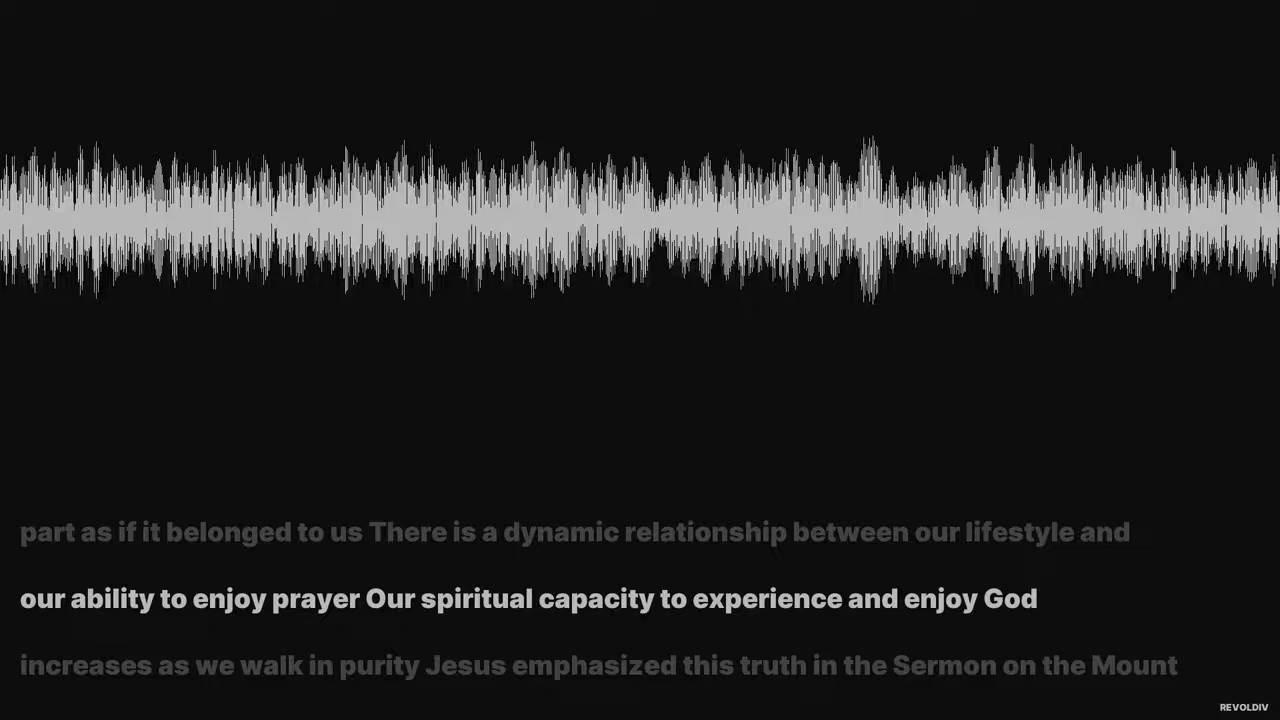 part as if it belonged to us There is a dynamic relationship between our lifestyle and
our ability to enjoy prayer Our spiritual capacity to experience and enjoy God
increases as we walk in purity Jesus emphasized this truth in the Sermon on the Mount
REVOLDIV